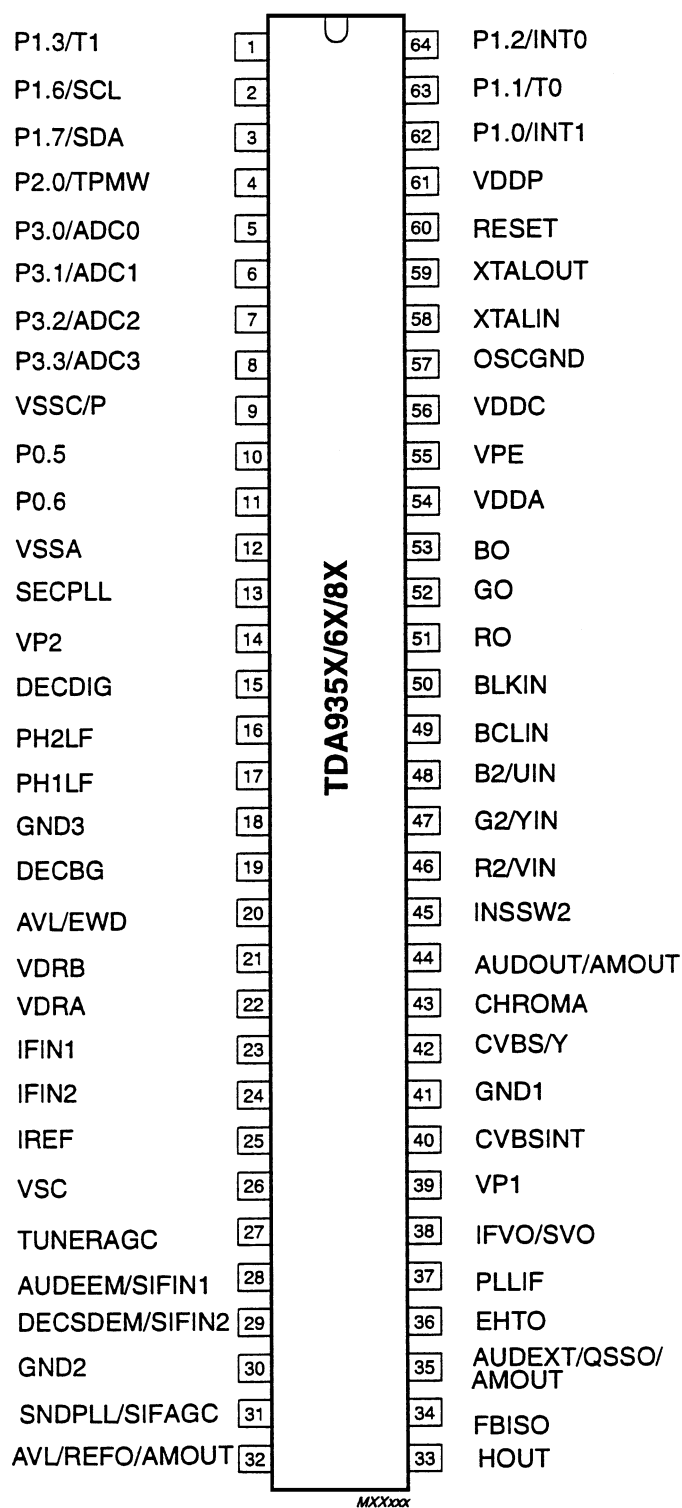 P1.3/T1 1 64 P1.2/INT0
P1.6/SCL 2 63 P1.1/T0
P1.7/SDA 3 62 P1.0/INT1
P2.0/TPMW 4 61 VDDP
P3.0/ADC0 5 60 RESET
P3.1/ADC1 6 59 XTALOUT
P3.2/ADC2 7 58 XTALIN
P3.3/ADC3 8 57 OSCGND
VSSC/P 9 56 VDDC
P0.5 10 55 VPE
P0.6 11 54 VDDA
VSSA 12 53 BO
SECPLL 13 52 GO
VP2 14 51 RO
DECDIG 15 50 BLKIN
PH2LF 16 49 BCLIN
PH1LF 17 48 B2/UIN
GND3 18 47 G2/YIN
DECBG 19 46 R2/VIN
AVL/EWD 20 45 INSSW2
VDRB 21 44 AUDOUT/AMOUT
VDRA 22 43 CHROMA
IFIN1 23 42 CVBS/Y
IFIN2 24 41 GND1
IREF 25 40 CVBSINT
VSC 26 39 VP1
TUNERAGC 27 38 IFVO/SVO
AUDEEM/SIFIN1 28 37 PLLIF
DECSDEM/SIFIN2 29 36 EHTO
GND2 30 35 AUDEXT/QSSO/
AMOUT
SNDPLL/SIFAGC 31 34 FBISO
AVL/REFO/AMOUT 32 33 HOUT
TDA935X/6X/8X
MXXxxx